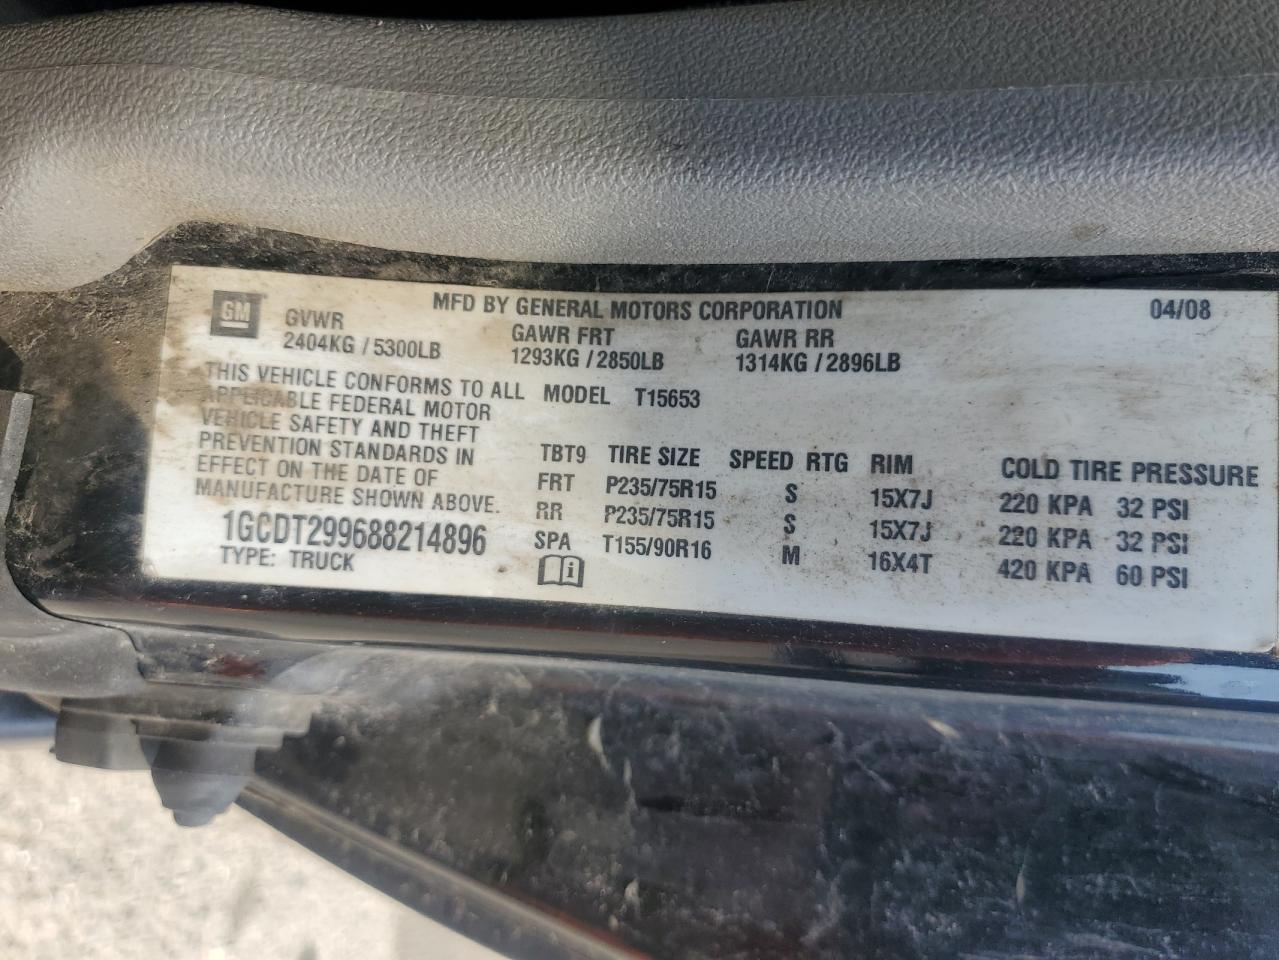 GM
MFD BY GENERAL MOTORS CORPORATION 04/08
GVWR GAWR FRT GAWR RR
2404KG / 5300LB 1293KG / 2850LB 1314KG / 2896LB
THIS VEHICLE CONFORMS TO ALL
APPLICABLE FEDERAL MOTOR
VEHICLE SAFETY AND THEFT
PREVENTION STANDARDS IN
EFFECT ON THE DATE OF
MANUFACTURE SHOWN ABOVE.
1GCDT299688214896
TYPE: TRUCK
MODEL T15653
TBT9 TIRE SIZE SPEED RTG RIM COLD TIRE PRESSURE
FRT P235/75R15 S 15X7J 220 KPA 32 PSI
RR P235/75R15 S 15X7J 220 KPA 32 PSI
SPA T155/90R16 M 16X4T 420 KPA 60 PSI
i